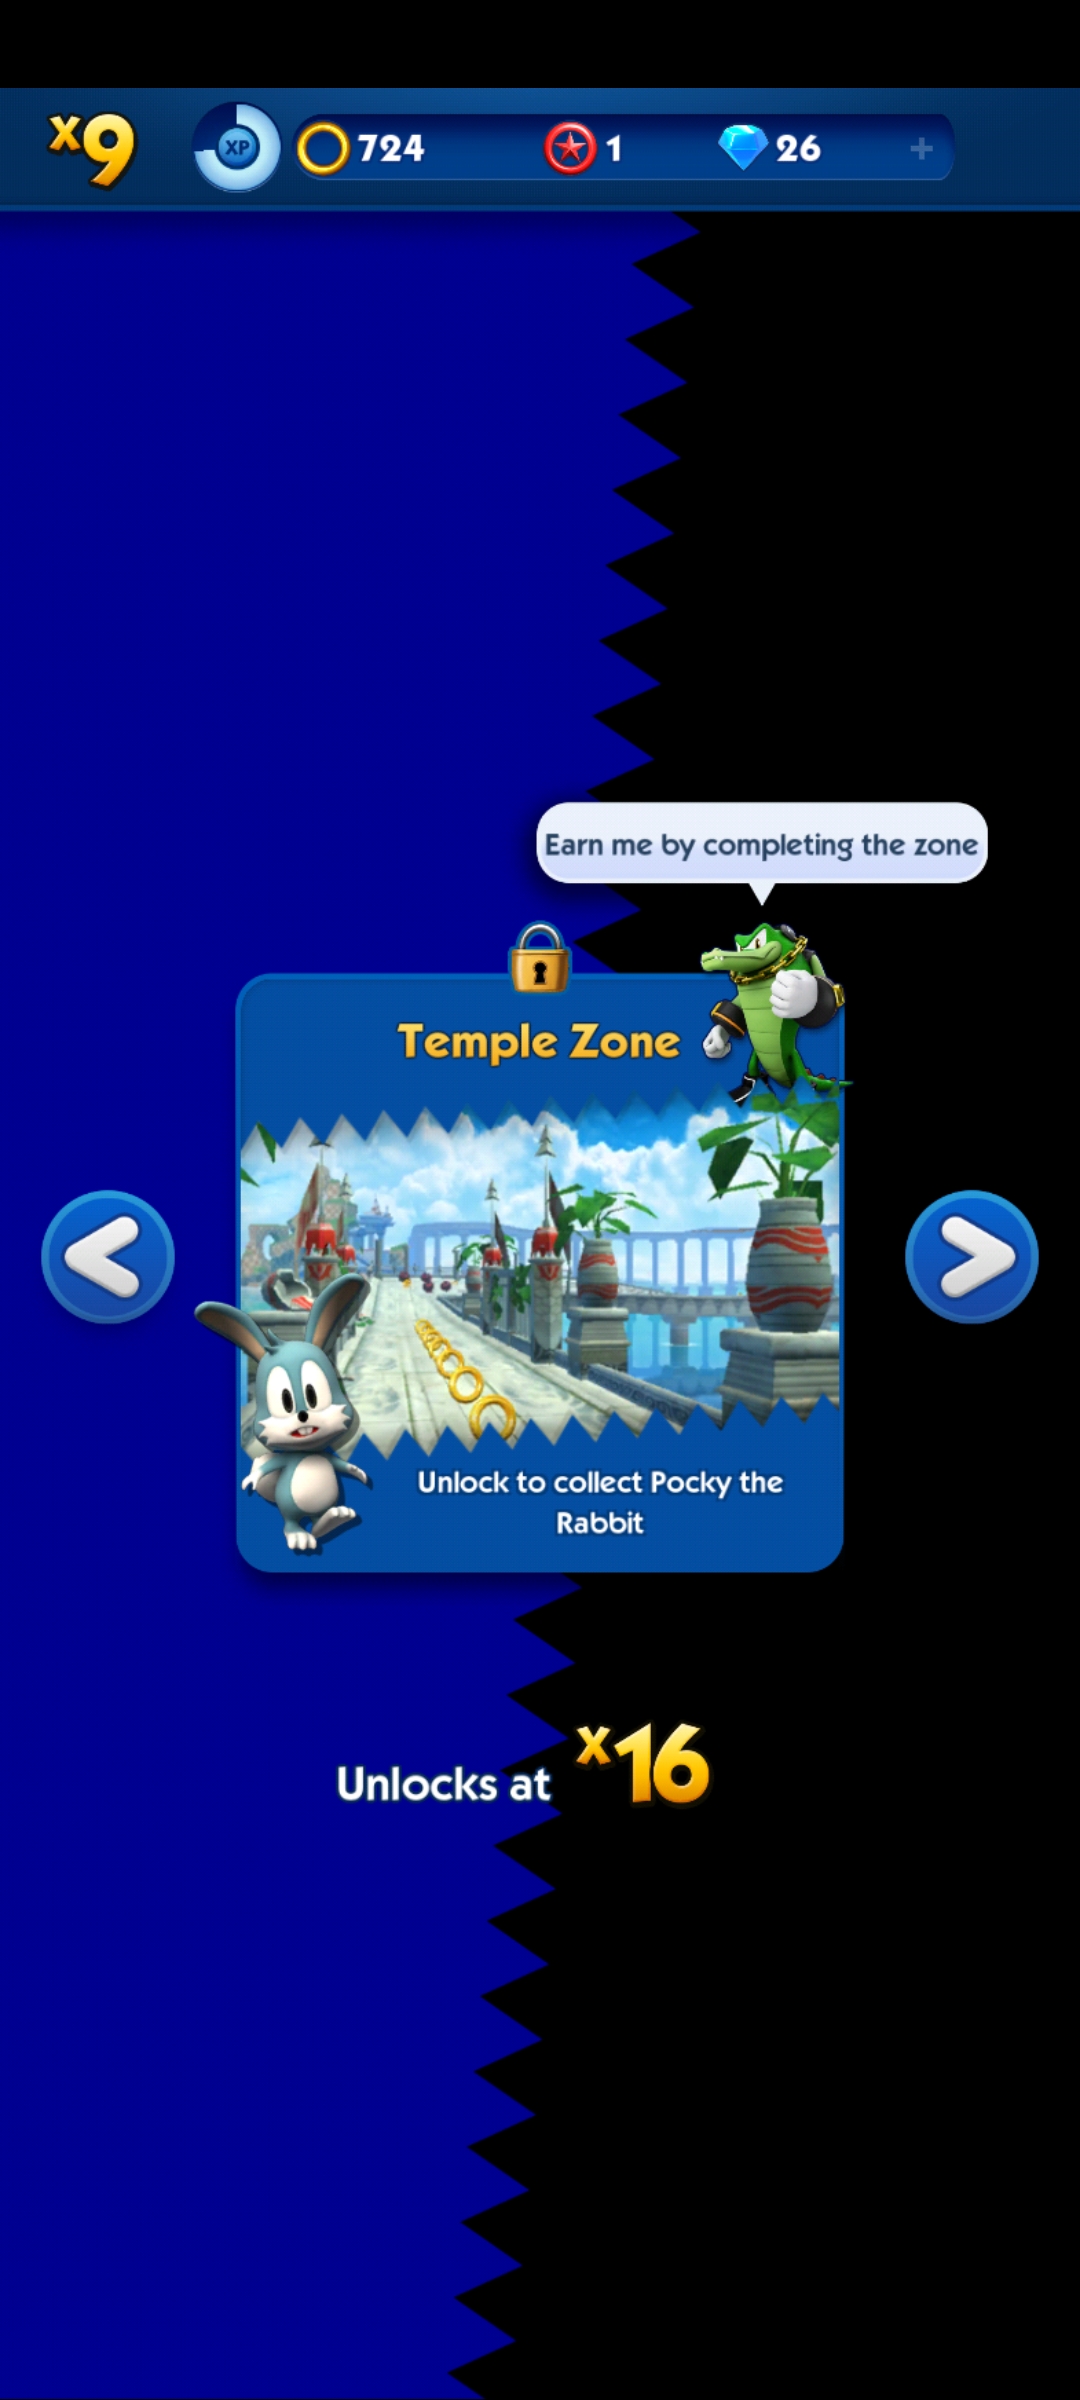 x9
XP
724
1
26
+
Earn me by completing the zone
Temple Zone
Unlock to collect Pocky the
Rabbit
Unlocks at x16